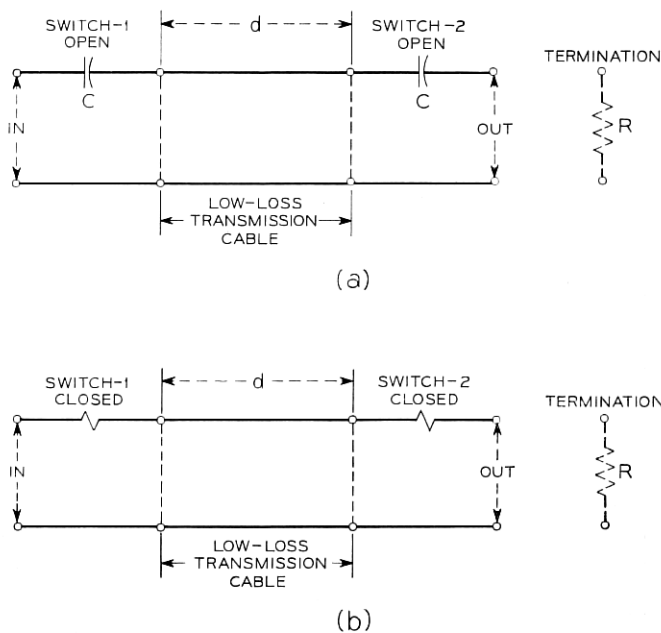 SWITCH-1
OPEN
d
SWITCH-2
OPEN
TERMINATION
C
C
IN
OUT
R
LOW-LOSS
TRANSMISSION
CABLE
(a)
SWITCH-1
CLOSED
d
SWITCH-2
CLOSED
TERMINATION
IN
OUT
R
LOW-LOSS
TRANSMISSION
CABLE
(b)